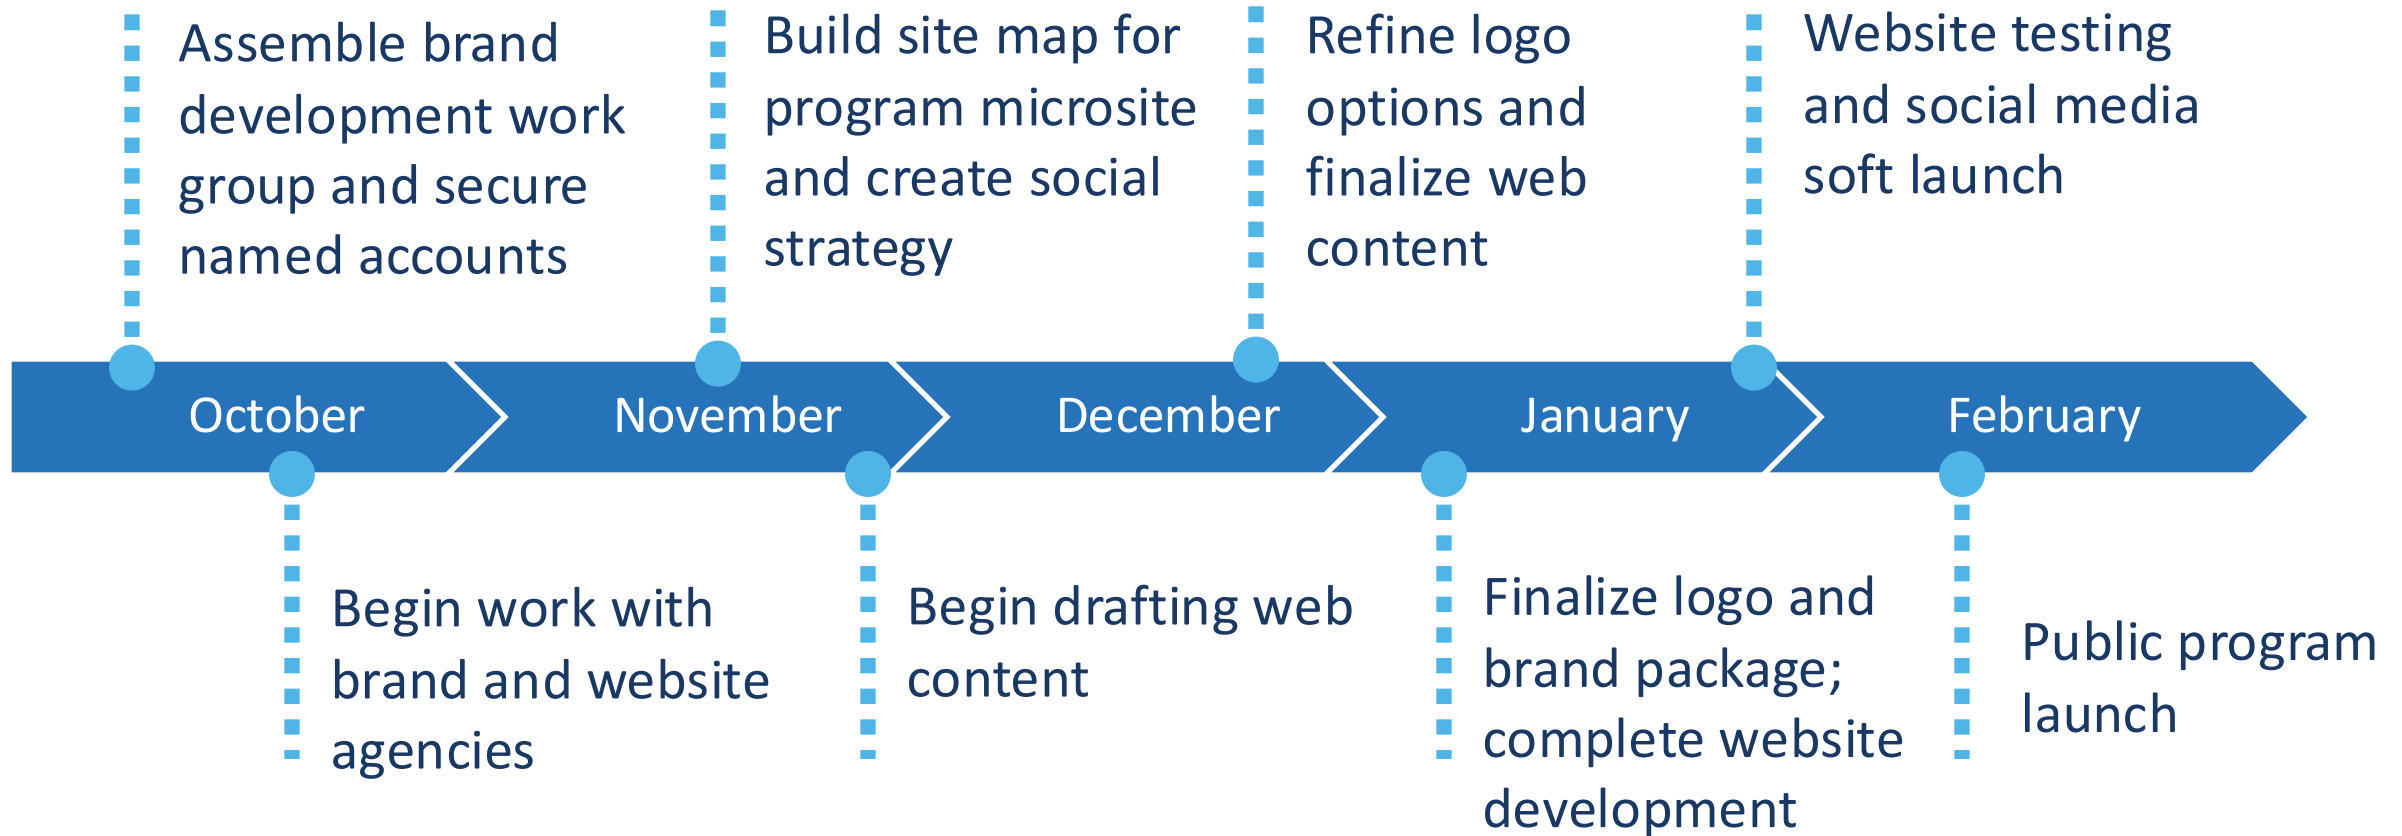 Assemble brand
development work
group and secure
named accounts
Build site map for
program microsite
and create social
strategy
Refine logo
options and
finalize web
content
Website testing
and social media
soft launch
October
November
December
January
February
Begin work with
brand and website
agencies
Begin drafting web
content
Finalize logo and
brand package;
complete website
development
Public program
launch